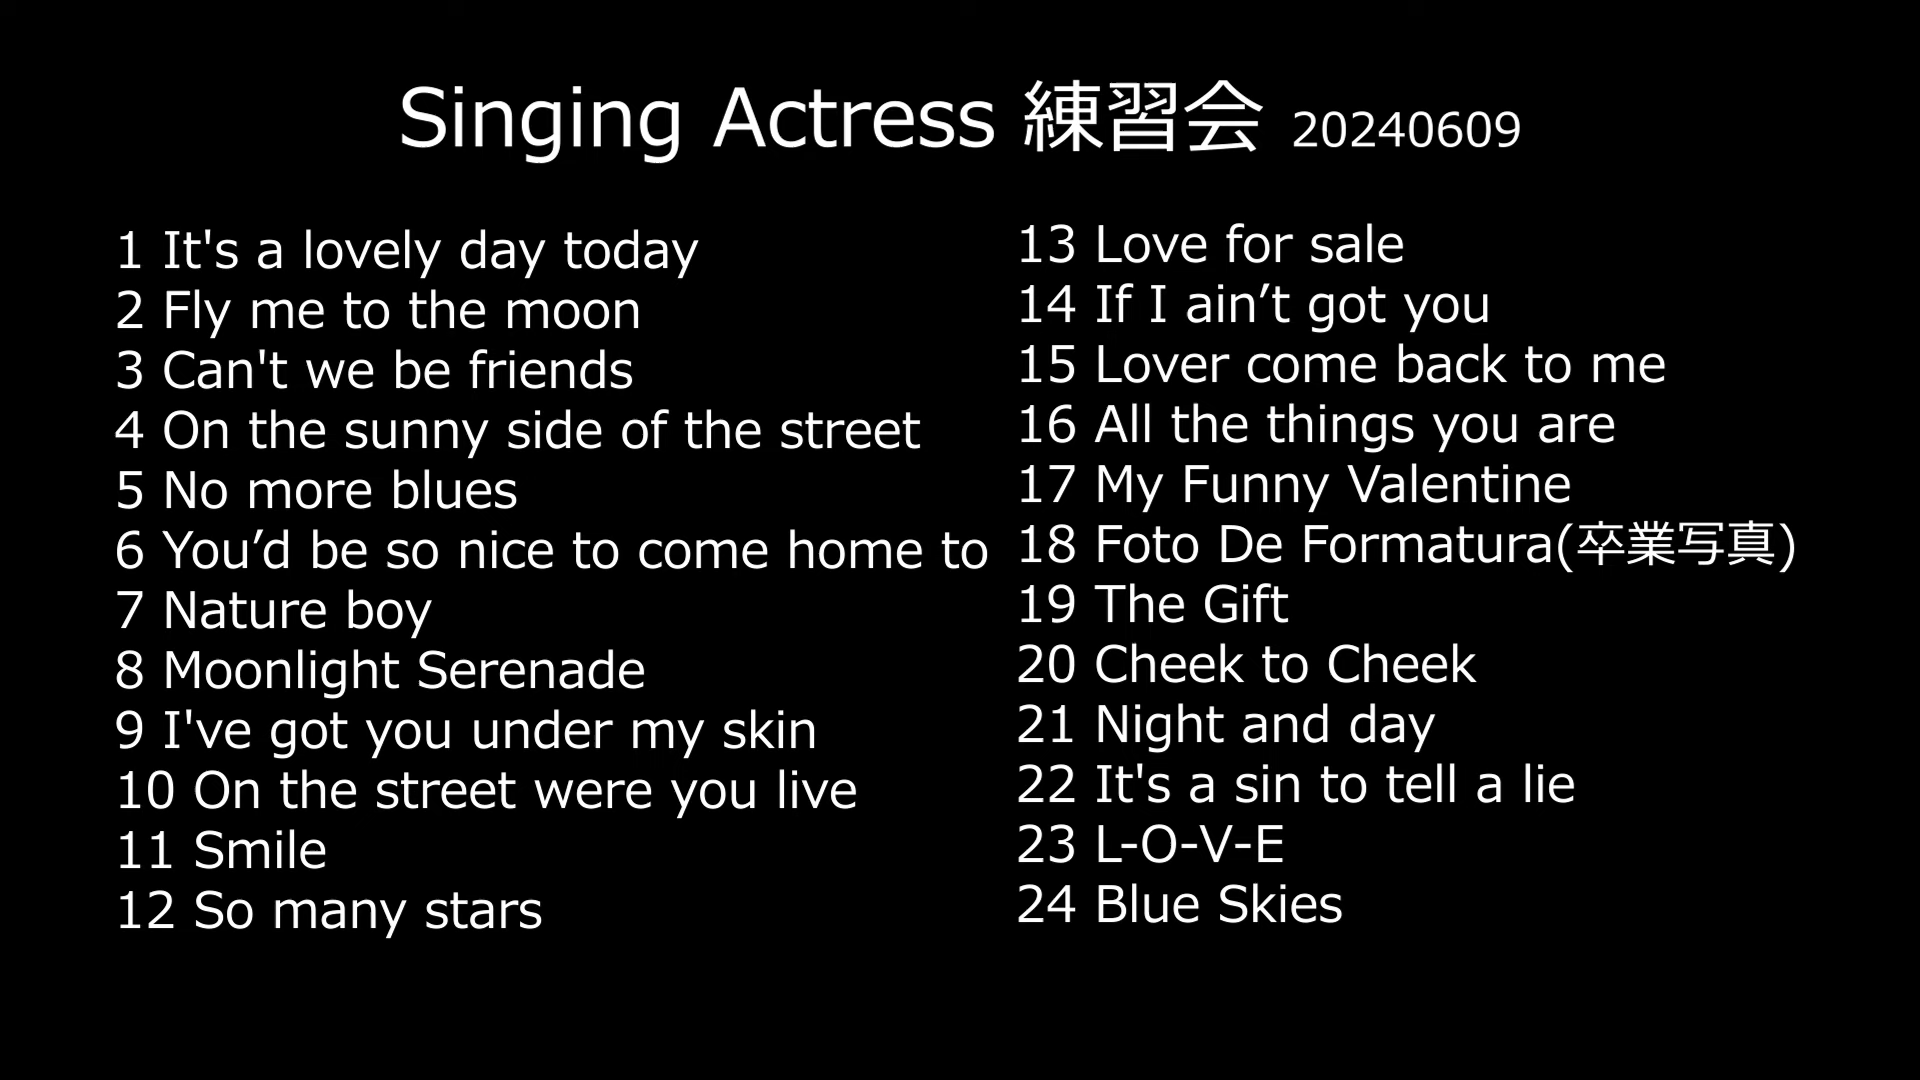 Singing Actress 練習会 20240609
1 It's a lovely day today
2 Fly me to the moon
3 Can't we be friends
4 On the sunny side of the street
5 No more blues
6 You’d be so nice to come home to
7 Nature boy
8 Moonlight Serenade
9 I've got you under my skin
10 On the street were you live
11 Smile
12 So many stars
13 Love for sale
14 If I ain’t got you
15 Lover come back to me
16 All the things you are
17 My Funny Valentine
18 Foto De Formatura(卒業写真)
19 The Gift
20 Cheek to Cheek
21 Night and day
22 It's a sin to tell a lie
23 L-O-V-E
24 Blue Skies